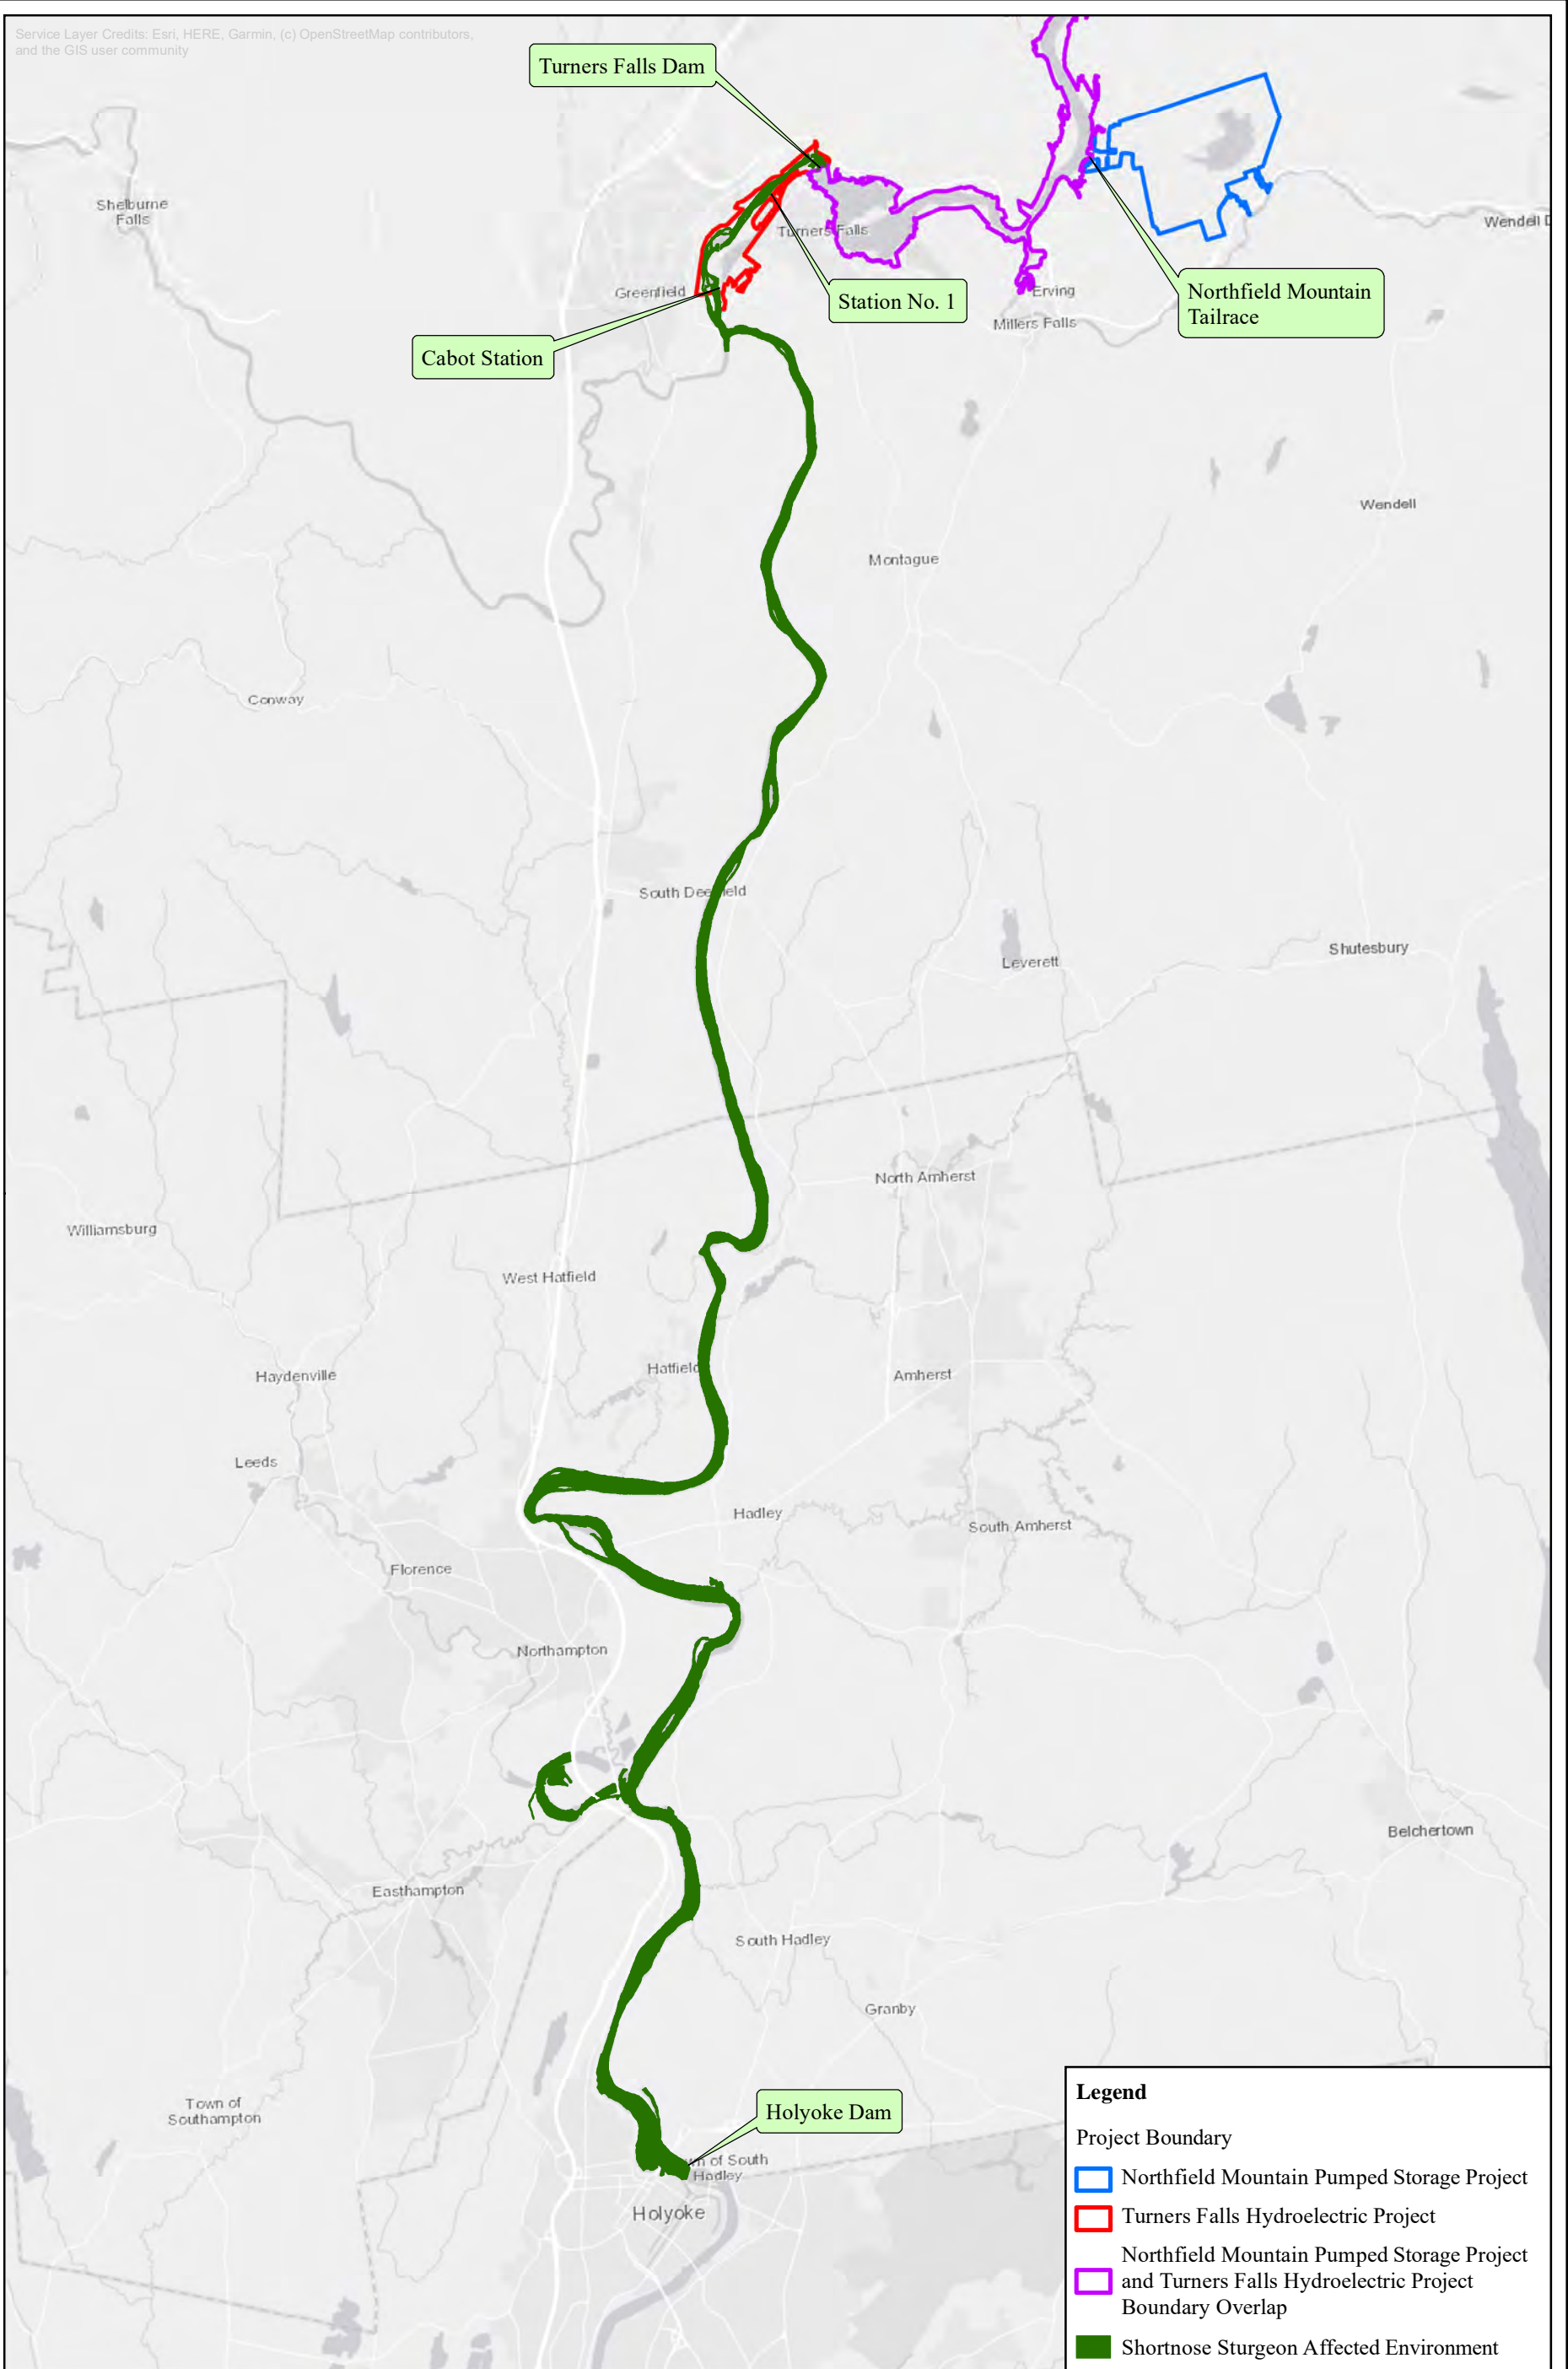 Service Layer Credits: Esri, HERE, Garmin, (c) OpenStreetMap contributors,
and the GIS user community
Turners Falls Dam
Shelburne
Falls
Turners Falls
Wendell D
Greenfield
Station No. 1
Erving
Northfield Mountain
Tailrace
Millers Falls
Cabot Station
Wendell
Montague
Conway
South Deerfield
Leverett
Shutesbury
North Amherst
Williamsburg
West Hatfield
Hatfield
Haydenville
Amherst
Leeds
Hadley
South Amherst
Florence
Northampton
Belchertown
Easthampton
South Hadley
Granby
Town of
Southampton
Holyoke Dam
wn of South
Hadley
Holyoke
Legend
Project Boundary
Northfield Mountain Pumped Storage Project
Turners Falls Hydroelectric Project
Northfield Mountain Pumped Storage Project
and Turners Falls Hydroelectric Project
Boundary Overlap
Shortnose Sturgeon Affected Environment